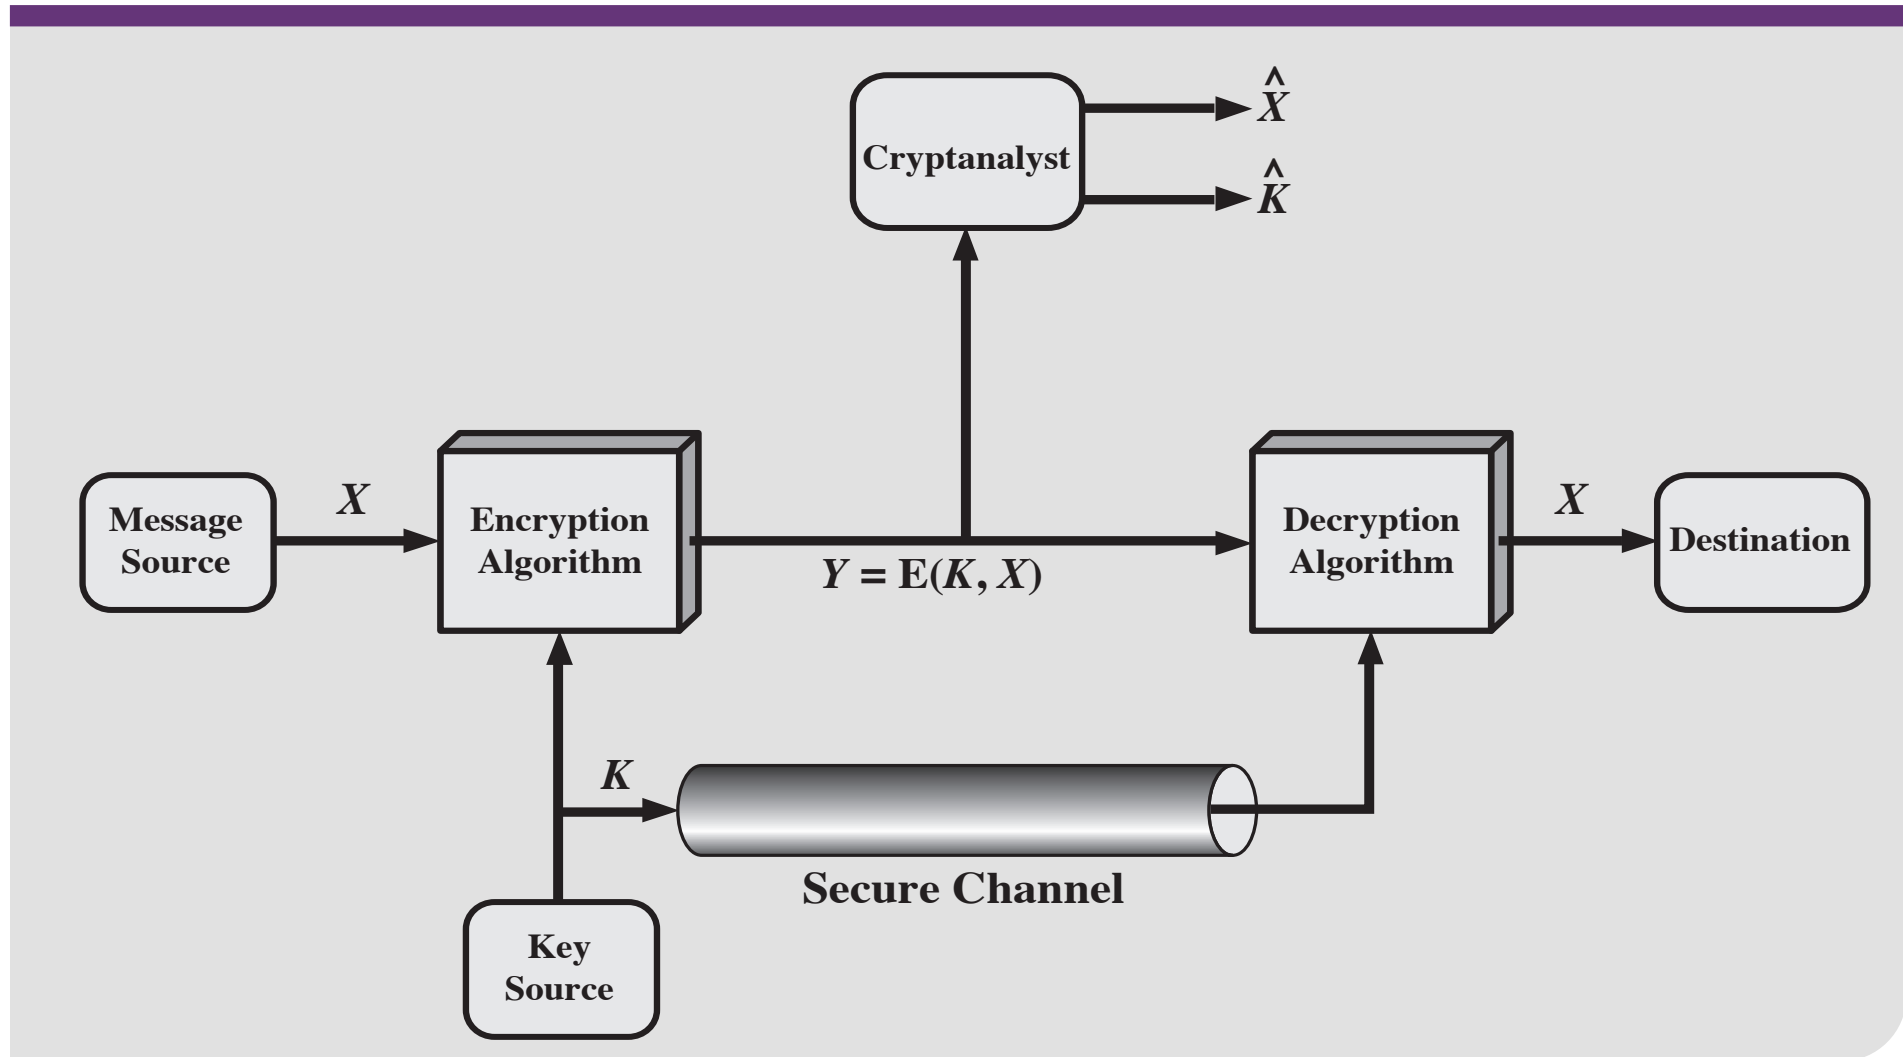 X̂
Cryptanalyst
K̂
X
X
Message
Source
Encryption
Algorithm
Decryption
Algorithm
Destination
Y = E(K, X)
K
Secure Channel
Key
Source